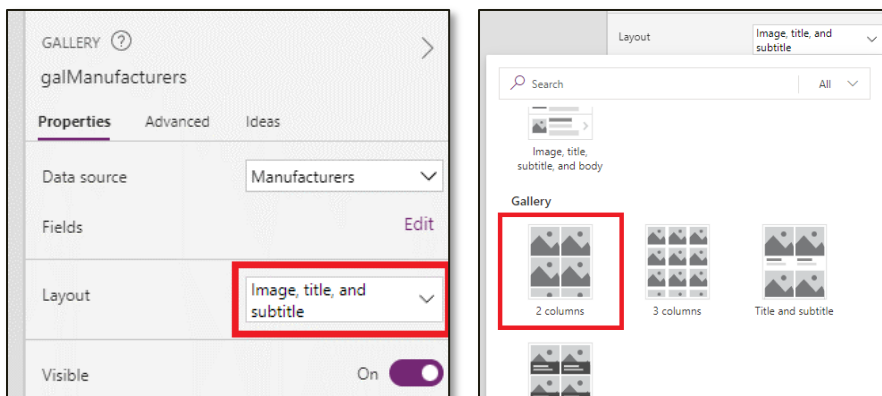 GALLERY ?
galManufacturers
Properties Advanced Ideas
Data source Manufacturers
Fields Edit
Layout Image, title, and
subtitle
Visible On
Layout Image, title, and
subtitle
Search All
Image, title,
subtitle, and body
Gallery
2 columns 3 columns Title and subtitle